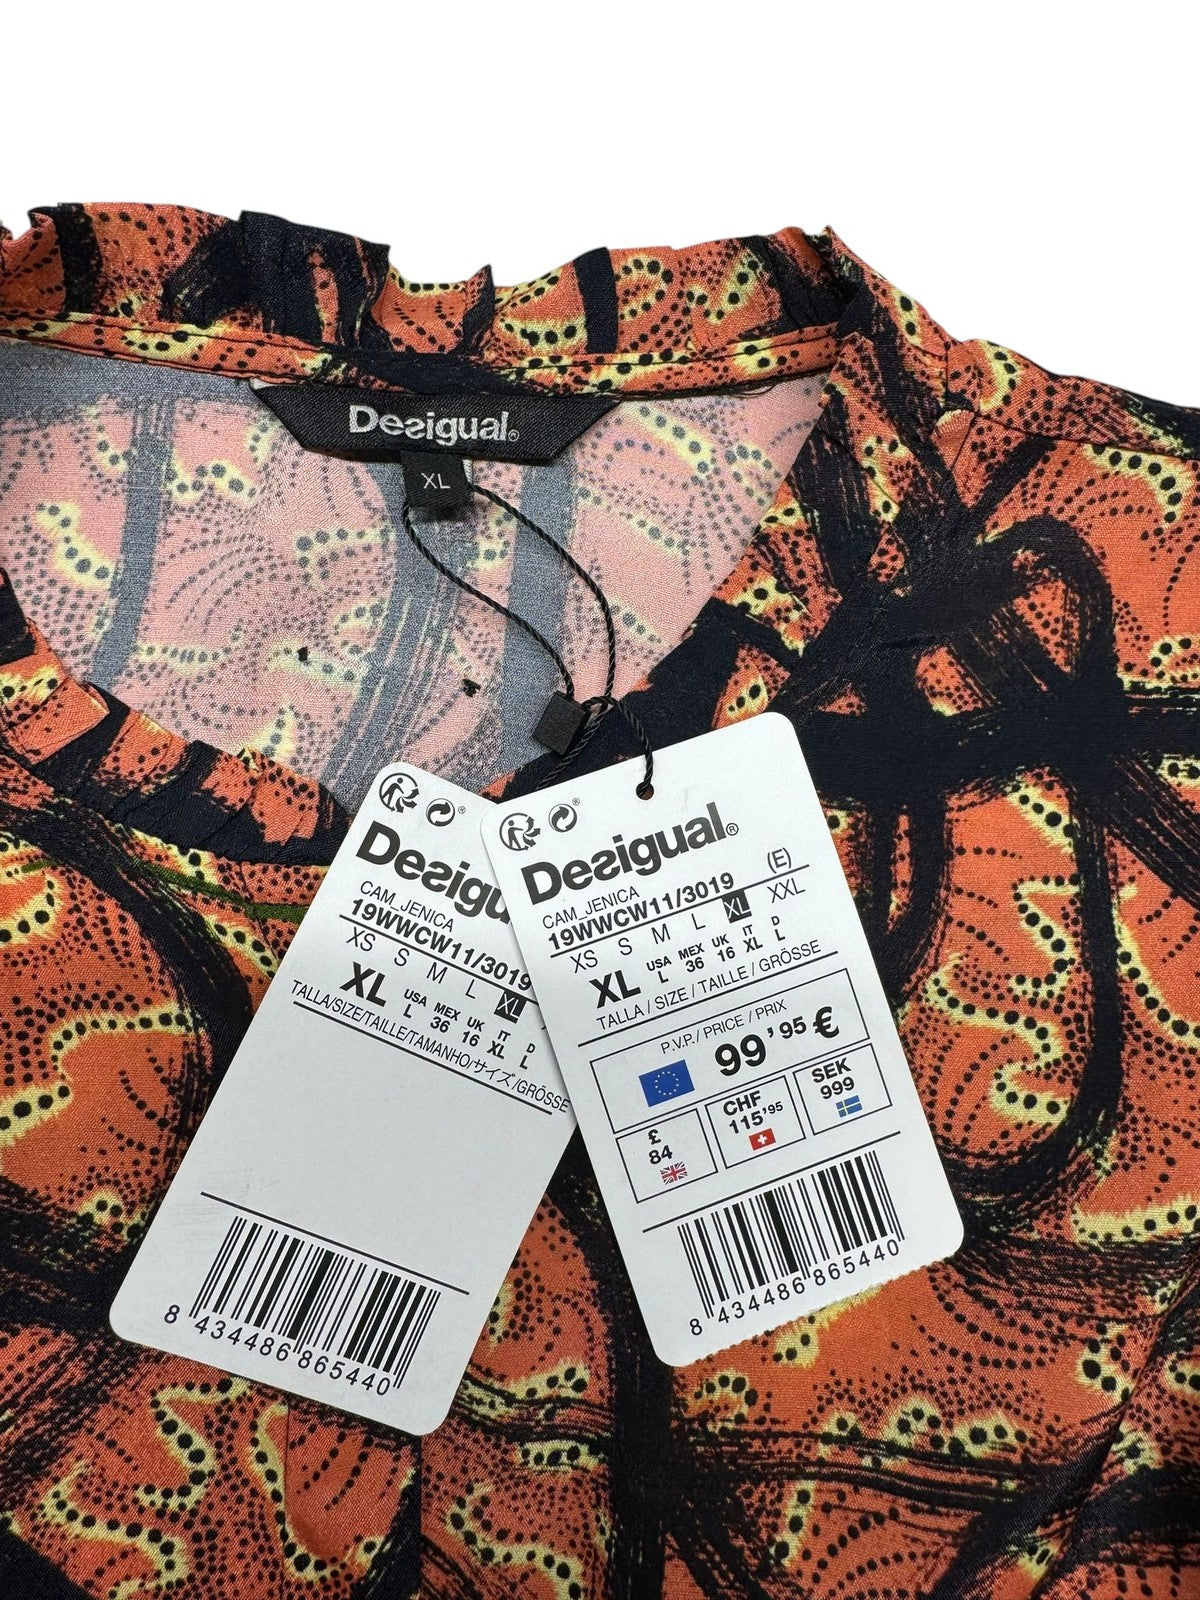 Desigual®
XL
Desigu
CAM_JENICA
19WWCW11/3019
XS S M L XL
XL USA L MEX 36 UK 16 IT XL D L
TALLA/SIZE/TAILLE/TAMANHO/サイズ/GRÖSSE
8 434486 865440
Desigual®
CAM_JENICA (E)
19WWCW11/3019
XS S M L XL XXL
XL USA L MEX 36 UK 16 IT XL D L
TALLA / SIZE / TAILLE / GRÖSSE
P.V.P./ PRICE / PRIX
99'95 €
£ 84
CHF 115'95
SEK 999
8 434486 865440